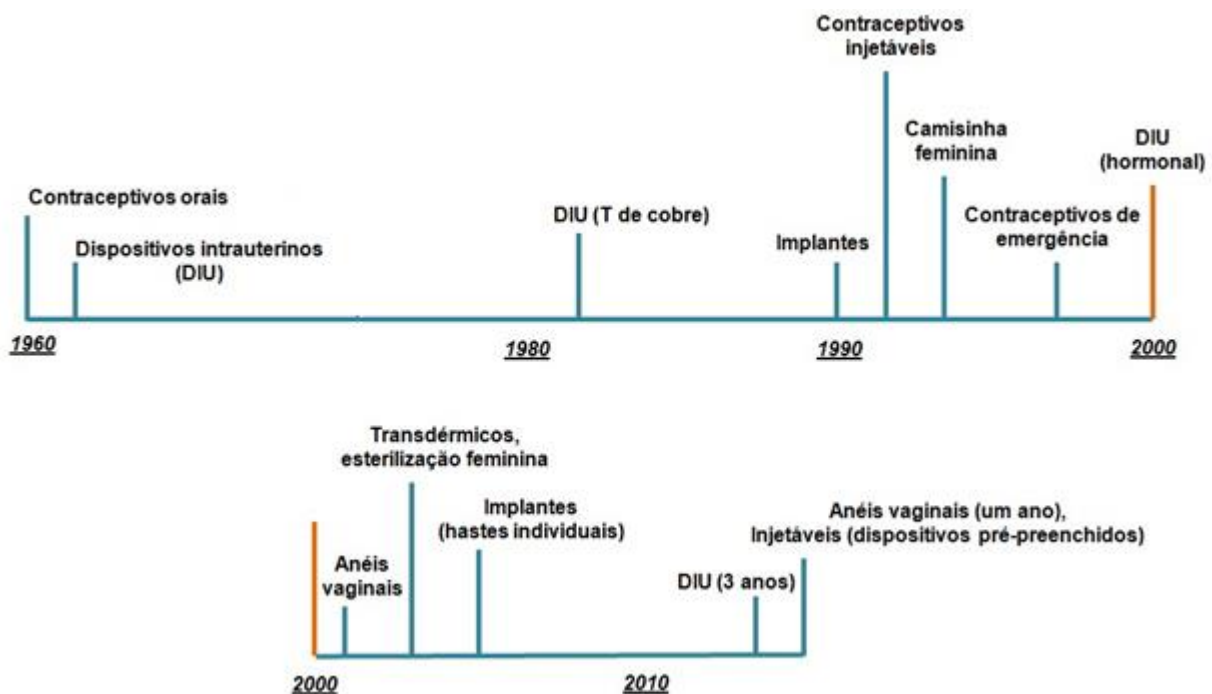 Contraceptivos
injetáveis
Camisinha
feminina
DIU
(hormonal)
Contraceptivos orais
DIU (T de cobre)
Contraceptivos de
emergência
Dispositivos intrauterinos
(DIU)
Implantes
1960
1980
1990
2000
Transdérmicos,
esterilização feminina
Implantes
(hastes individuais)
Anéis vaginais (um ano),
Injetáveis (dispositivos pré-preenchidos)
Anéis
vaginais
DIU (3 anos)
2000
2010